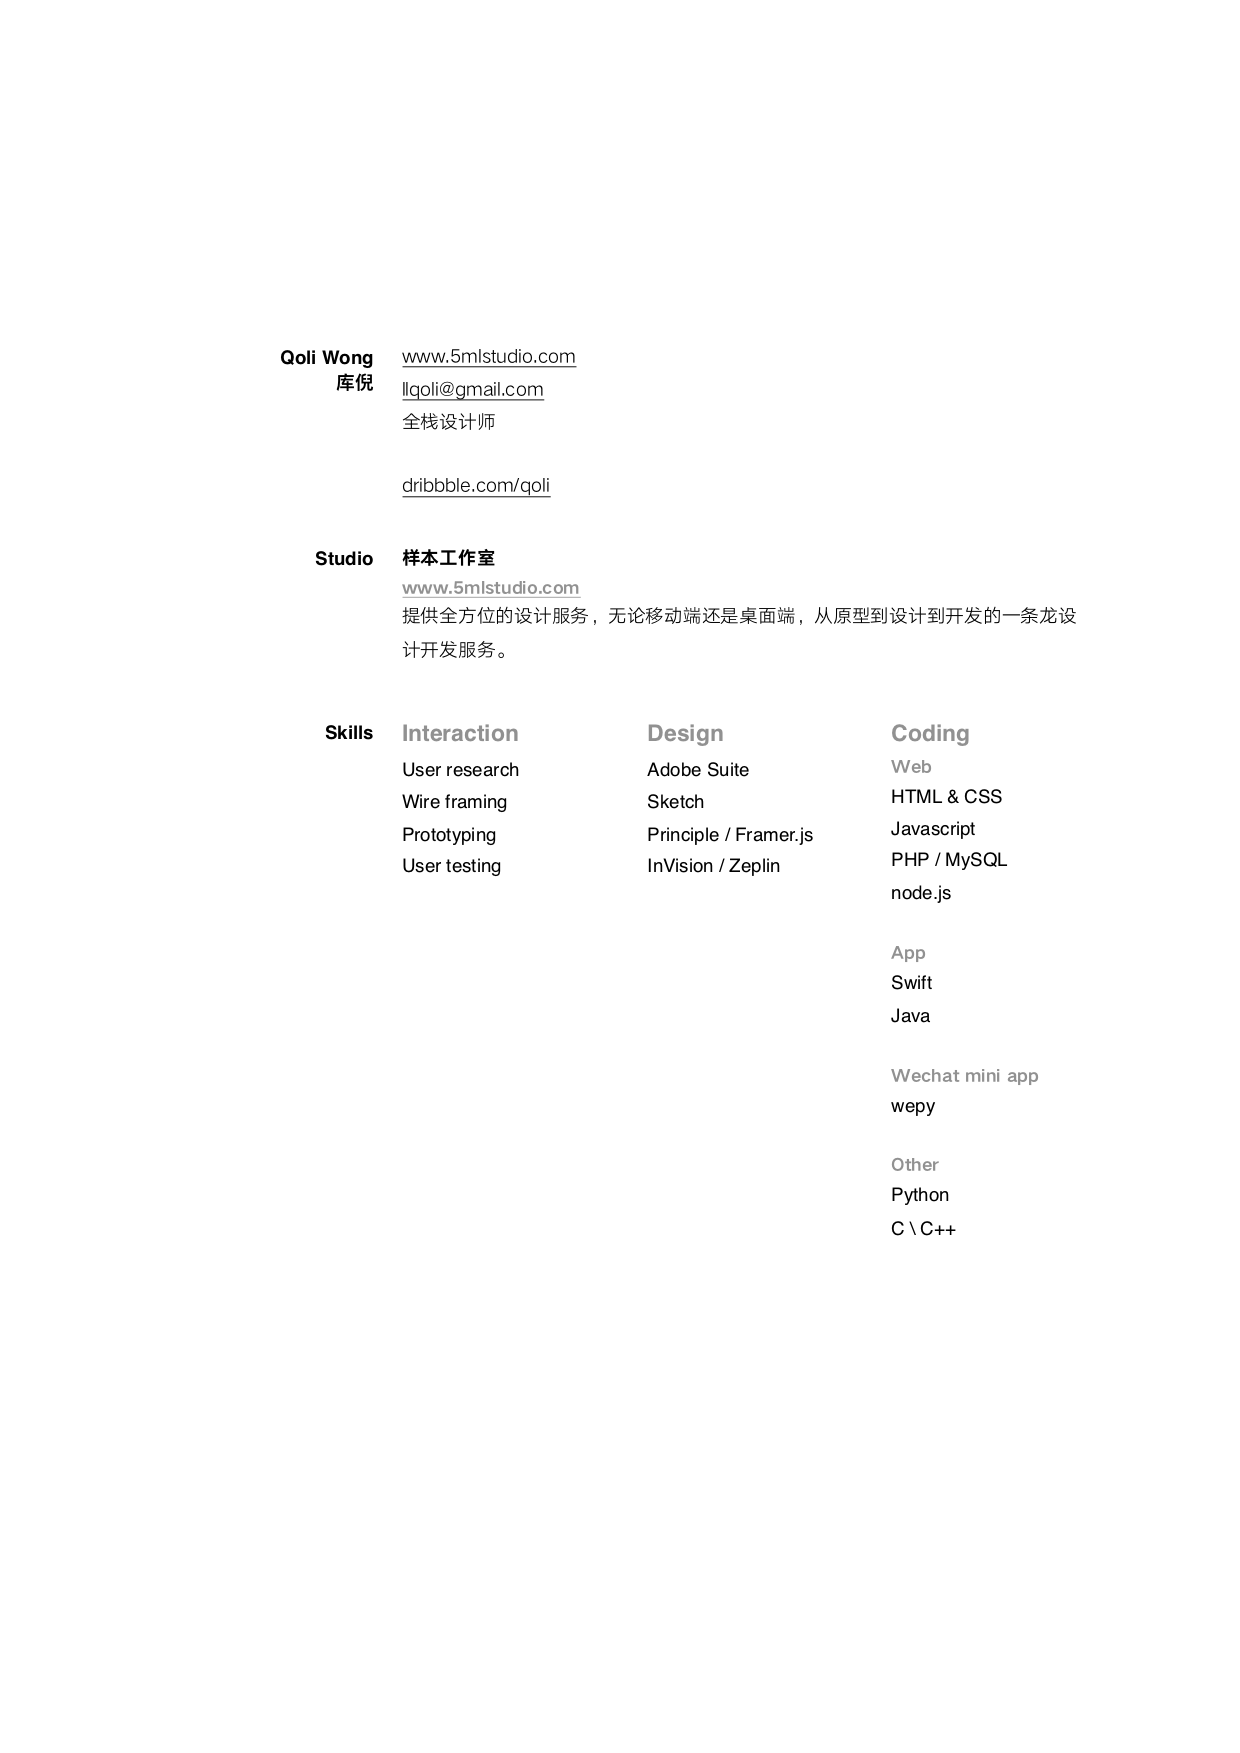 Qoli Wong
库倪
www.5mlstudio.com
llqoli@gmail.com
全栈设计师
dribbble.com/qoli
Studio
样本工作室
www.5mlstudio.com
提供全方位的设计服务，无论移动端还是桌面端，从原型到设计到开发的一条龙设
计开发服务。
Skills
Interaction
User research
Wire framing
Prototyping
User testing
Design
Adobe Suite
Sketch
Principle / Framer.js
InVision / Zeplin
Coding
Web
HTML & CSS
Javascript
PHP / MySQL
node.js
App
Swift
Java
Wechat mini app
wepy
Other
Python
C \ C++